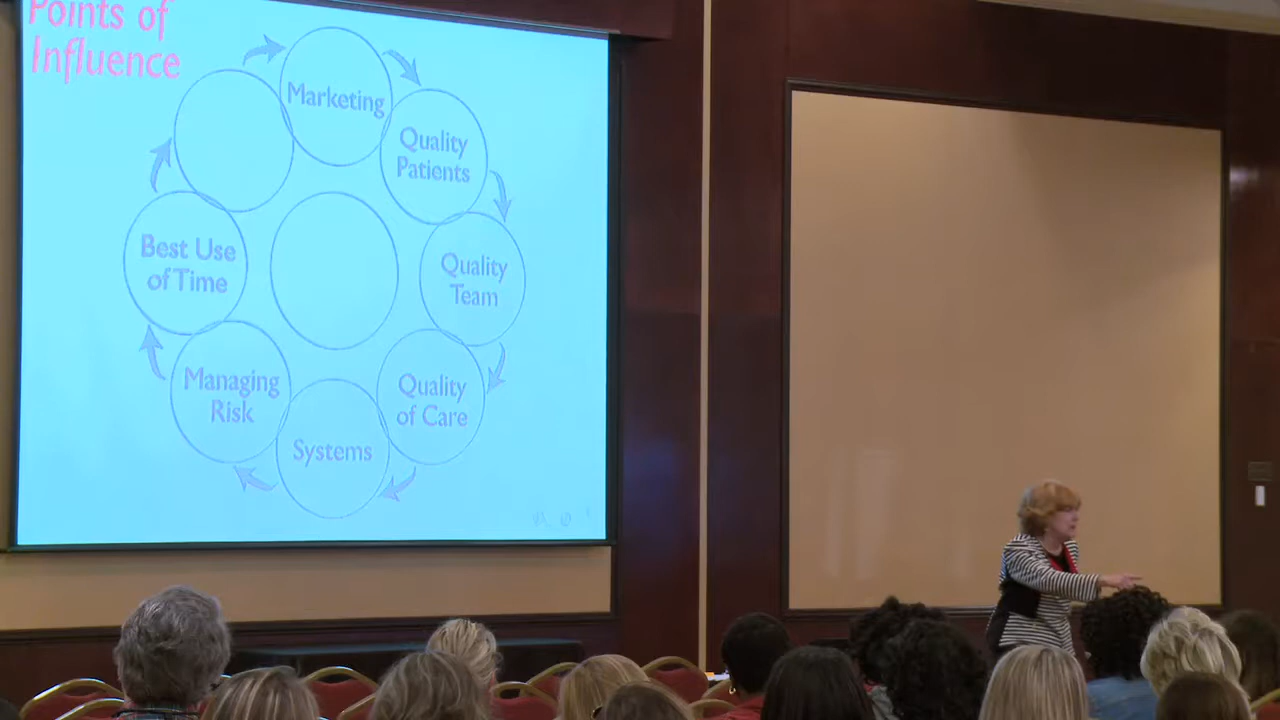 Points of
Influence
Marketing
Quality
Patients
Quality
Team
Quality
of Care
Systems
Managing
Risk
Best Use
of Time